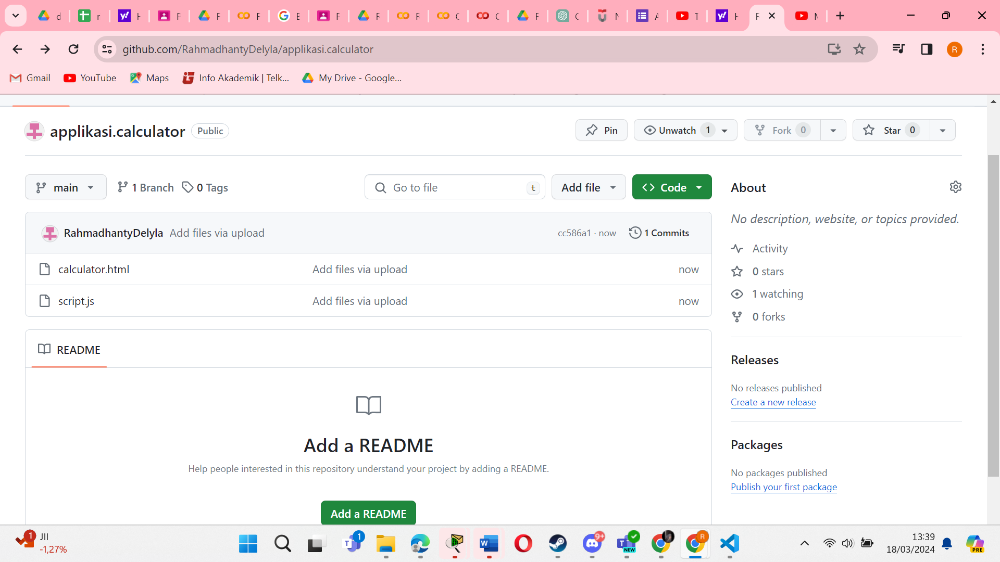 github.com/RahmadhantyDelyla/applikasi.calculator
R
Gmail
YouTube
Maps
Info Akademik | Telk...
My Drive - Google...
applikasi.calculator
Public
Pin
Unwatch 1
Fork 0
Star 0
main
1 Branch
0 Tags
Go to file
t
Add file
Code
RahmadhantyDelyla
Add files via upload
cc586a1 · now
1 Commits
calculator.html
Add files via upload
now
script.js
Add files via upload
now
README
Add a README
Help people interested in this repository understand your project by adding a README.
Add a README
About
No description, website, or topics provided.
Activity
0 stars
1 watching
0 forks
Releases
No releases published
Create a new release
Packages
No packages published
Publish your first package
1
JII
-1,27%
1
9+
NEW
R
13:39
18/03/2024
PRE